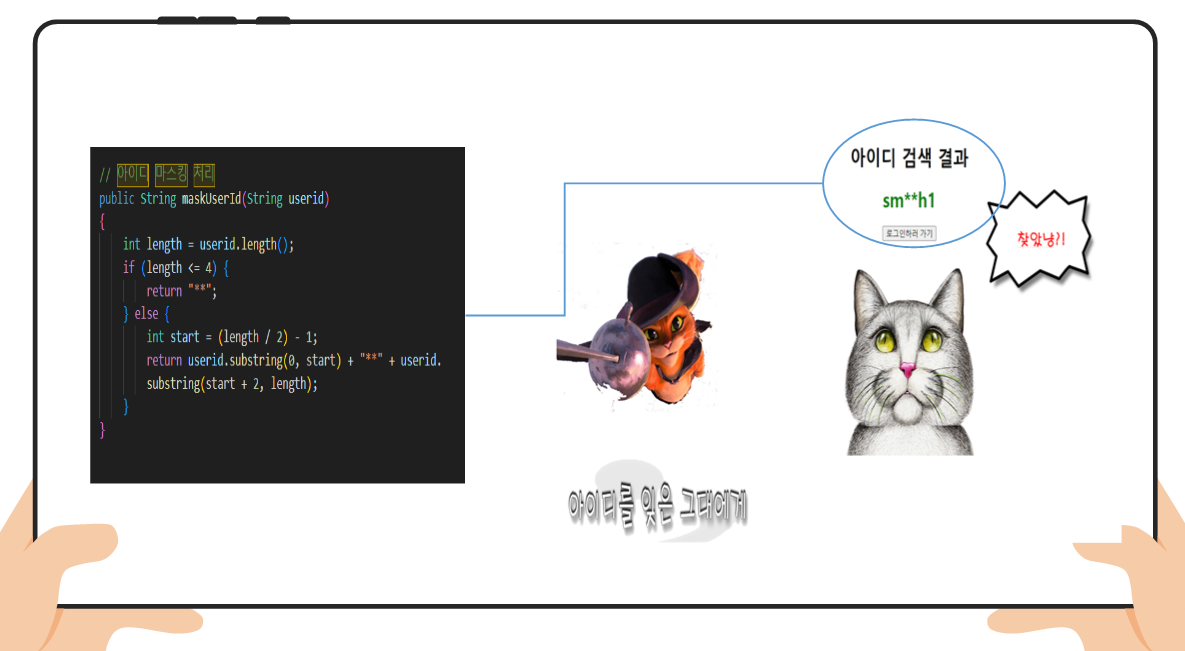 // 아이디 마스킹 처리
public String maskUserId(String userid)
{
int length = userid.length();
if (length <= 4) {
return "**";
} else {
int start = (length / 2) - 1;
return userid.substring(0, start) + "**" + userid.
substring(start + 2, length);
}
}
아이디 검색 결과
sm**h1
로그인하러 가기
찾았냥?!
아이디를 잊은 그대에게